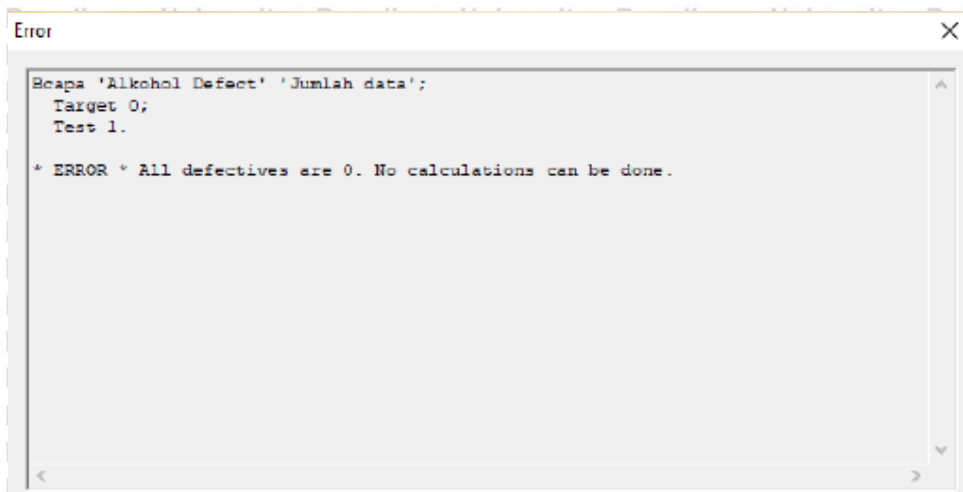 Error
Bcapa 'Alkohol Defect' 'Jumlah data';
Target 0;
Test 1.
* ERROR * All defectives are 0. No calculations can be done.